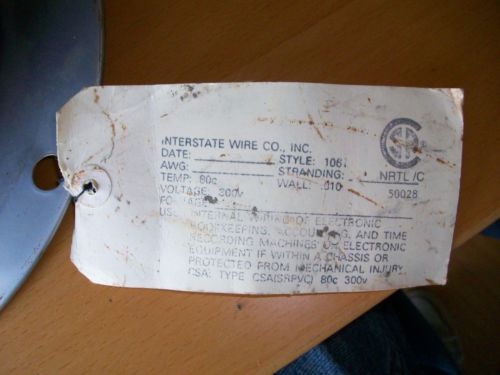 INTERSTATE WIRE CO., INC.
DATE: STYLE: 1061
AWG: STRANDING:
TEMP: 80c WALL: .010
VOLTAGE: 300v
NRTL/C
50028
USE: INTERNAL WIRING OF ELECTRONIC
BOOKKEEPING, ACCOUNTING, AND TIME
RECORDING MACHINES OR ELECTRONIC
EQUIPMENT IF WITHIN A CHASSIS OR
PROTECTED FROM MECHANICAL INJURY.
CSA: TYPE CSA(SRPVC) 80c 300v